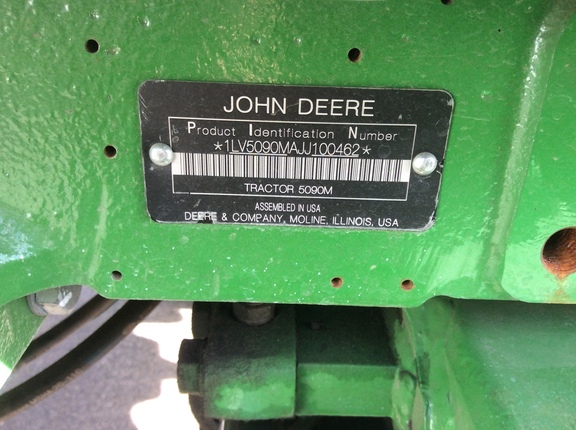 JOHN DEERE
Product Identification Number
*1LV5090MAJJ100462*
TRACTOR 5090M
ASSEMBLED IN USA
DEERE & COMPANY, MOLINE, ILLINOIS, USA